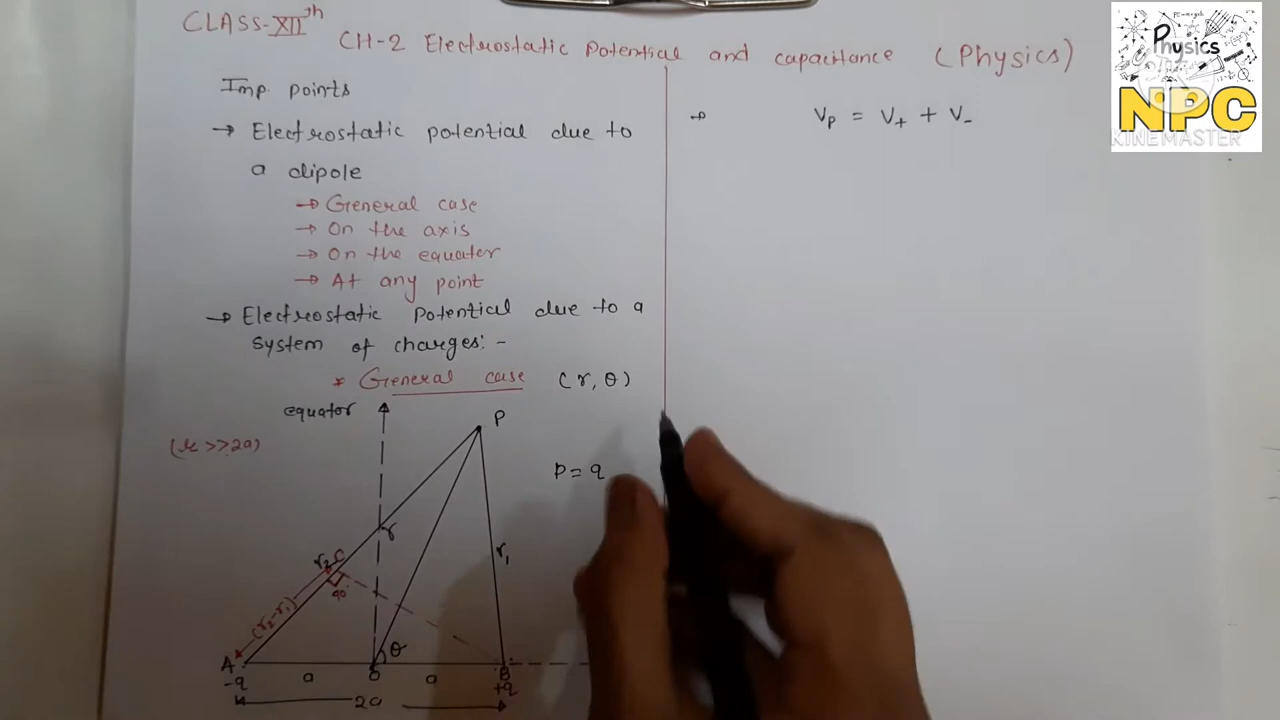 CLASS-XIIth
CH-2 Electrostatic Potential and capacitance (Physics)
Imp. points
→ Electrostatic potential due to
a dipole
→ General case
→ On the axis
→ On the equator
→ At any point
→ Electrostatic Potential due to a
system of charges:-
* General case (r, θ)
equator
P
(r >> 2a)
P = q
r
r₂ C
r₁
90°
(r₂-r₁)
A O B
θ
-q a a +q
2a
→ Vp = V+ + V-
Physics
NPC
KINEMASTER